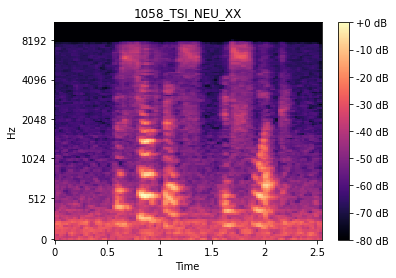 1058_TSI_NEU_XX
+0 dB
8192
-10 dB
4096
-20 dB
-30 dB
2048
-40 dB
Hz
1024
-50 dB
512
-60 dB
-70 dB
0
-80 dB
0 0.5 1 1.5 2 2.5
Time